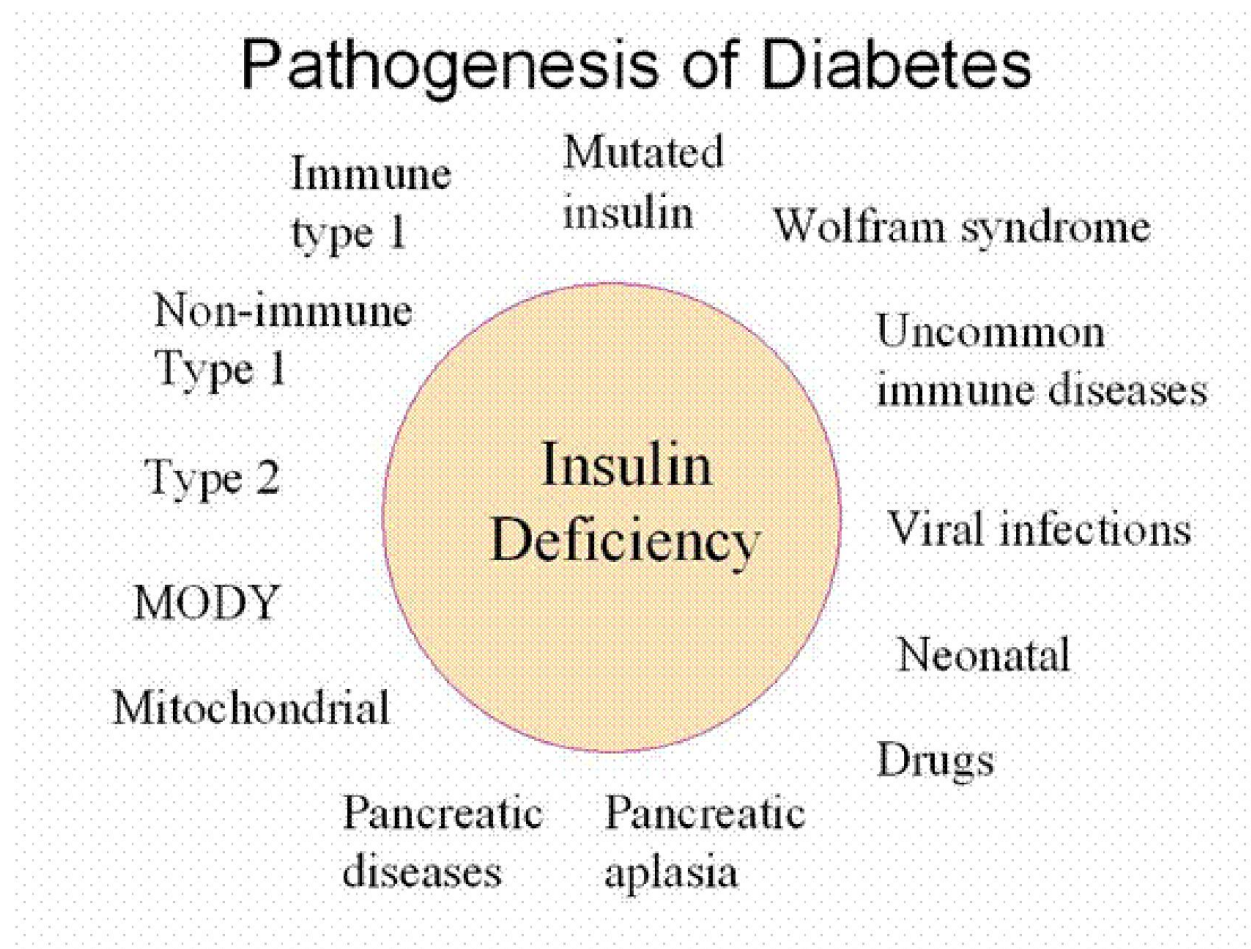 Pathogenesis of Diabetes
Immune
type 1
Mutated
insulin
Wolfram syndrome
Non-immune
Type 1
Uncommon
immune diseases
Type 2
Insulin
Deficiency
Viral infections
MODY
Neonatal
Mitochondrial
Drugs
Pancreatic
diseases
Pancreatic
aplasia